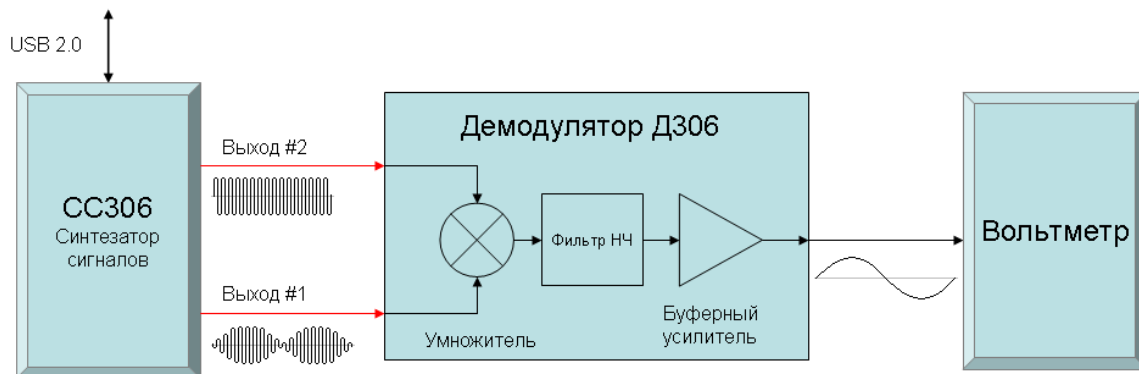 USB 2.0
Демодулятор Д306
Выход #2
СС306
Синтезатор
сигналов
Фильтр НЧ
Вольтметр
Выход #1
Умножитель
Буферный
усилитель